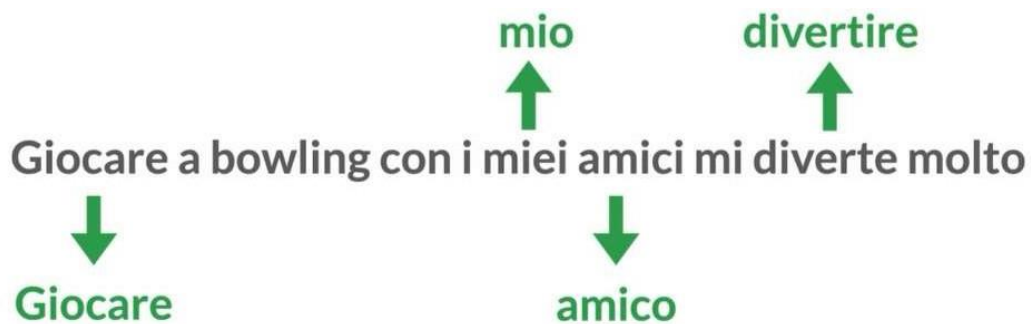 mio divertire
Giocare a bowling con i miei amici mi diverte molto
Giocare amico